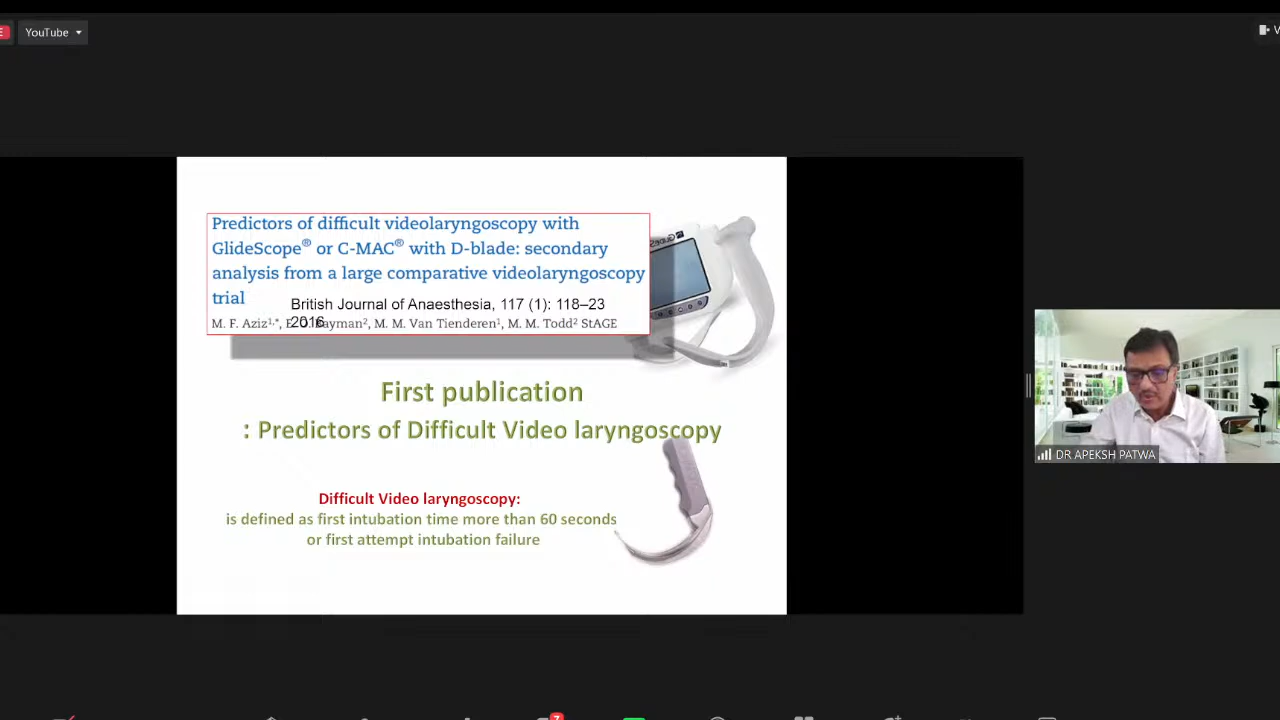 YouTube
Predictors of difficult videolaryngoscopy with
GlideScope® or C-MAC® with D-blade: secondary
analysis from a large comparative videolaryngoscopy
trial
British Journal of Anaesthesia, 117 (1): 118–23
2016
M. F. Aziz¹,*, E. O. Bayman², M. M. Van Tienderen¹, M. M. Todd² StAGE
First publication
: Predictors of Difficult Video laryngoscopy
Difficult Video laryngoscopy:
is defined as first intubation time more than 60 seconds
or first attempt intubation failure
DR APEKSH PATWA
7